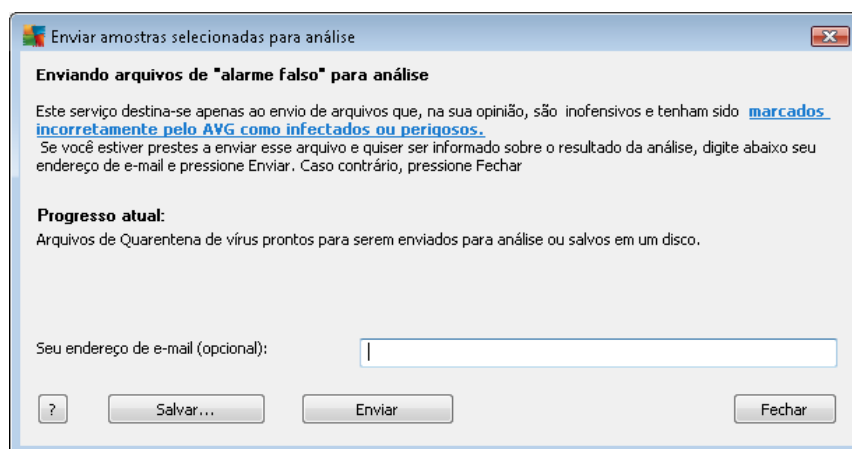 Enviar amostras selecionadas para análise
Enviando arquivos de "alarme falso" para análise
Este serviço destina-se apenas ao envio de arquivos que, na sua opinião, são inofensivos e tenham sido marcados
incorretamente pelo AVG como infectados ou perigosos.
Se você estiver prestes a enviar esse arquivo e quiser ser informado sobre o resultado da análise, digite abaixo seu
endereço de e-mail e pressione Enviar. Caso contrário, pressione Fechar
Progresso atual:
Arquivos de Quarentena de vírus prontos para serem enviados para análise ou salvos em um disco.
Seu endereço de e-mail (opcional):
? Salvar... Enviar Fechar